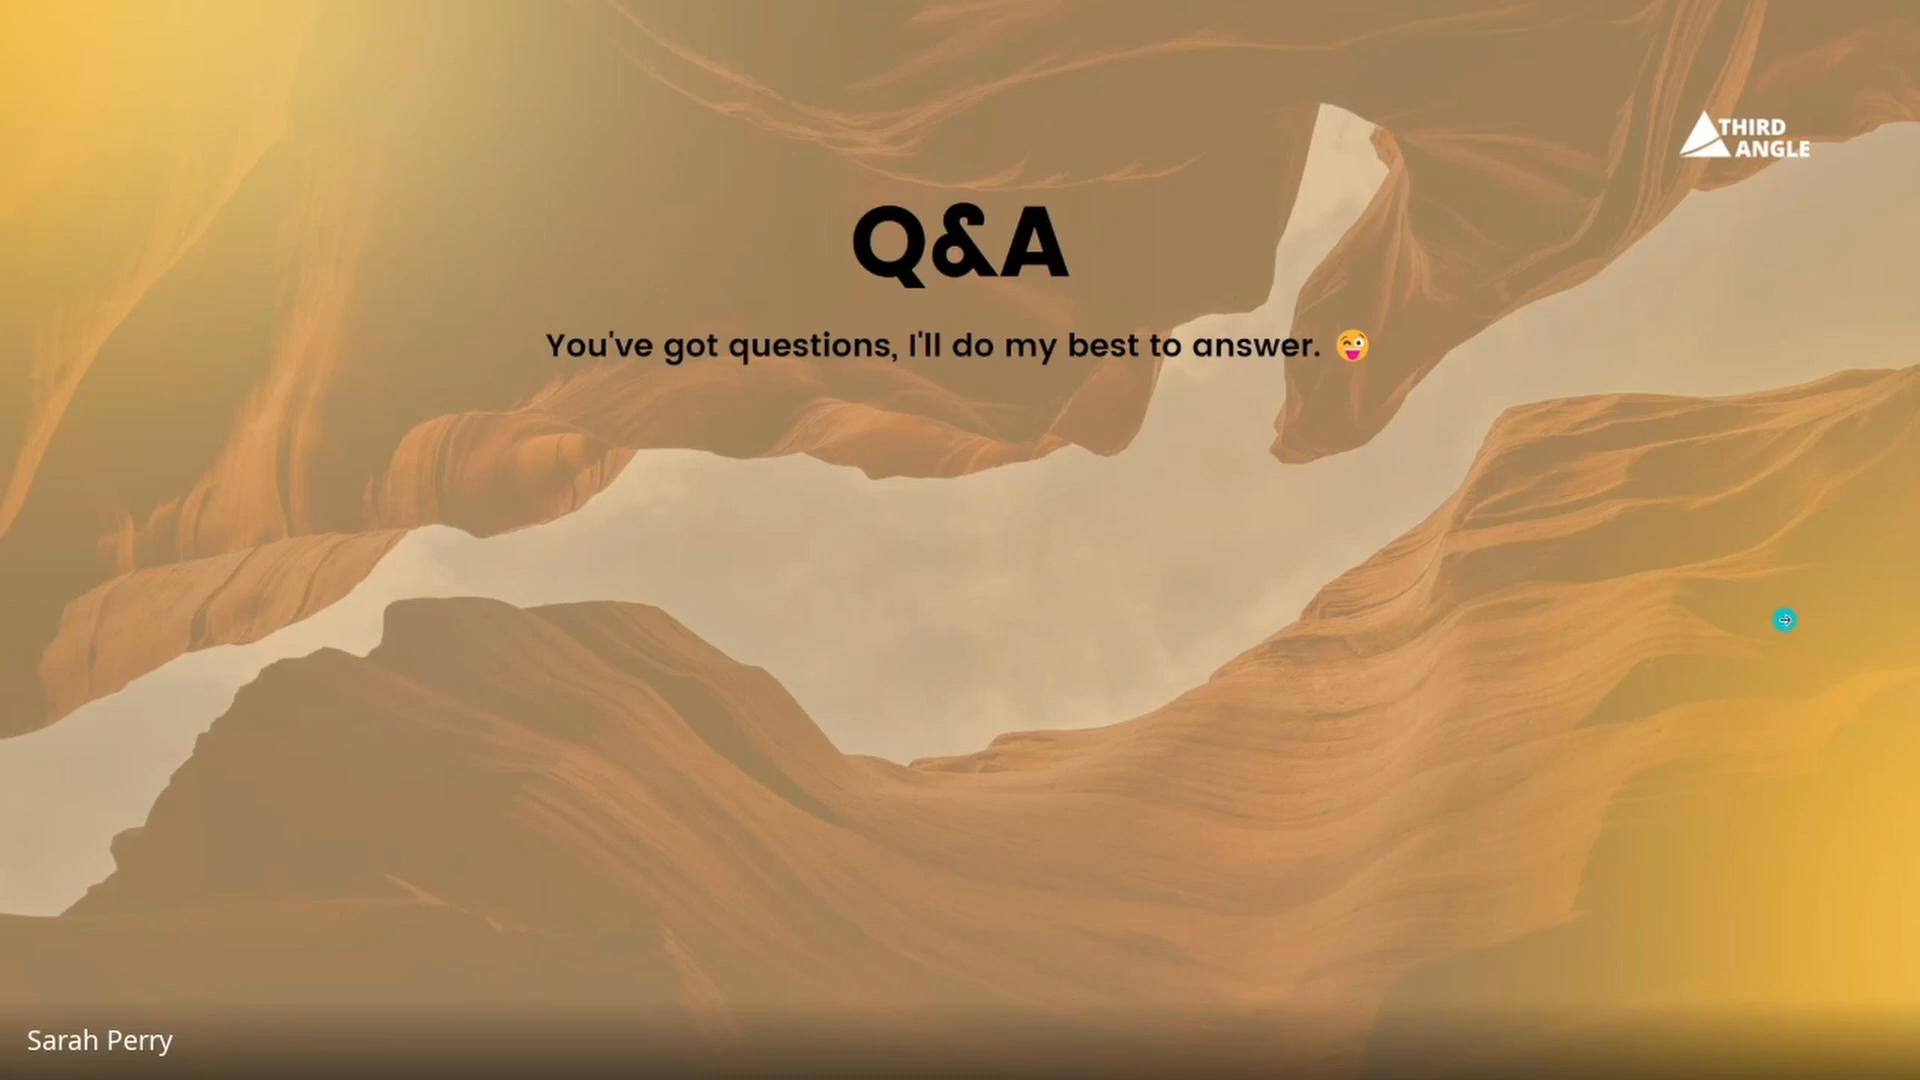 THIRD
ANGLE
Q&A
You've got questions, I'll do my best to answer. 😜
Sarah Perry